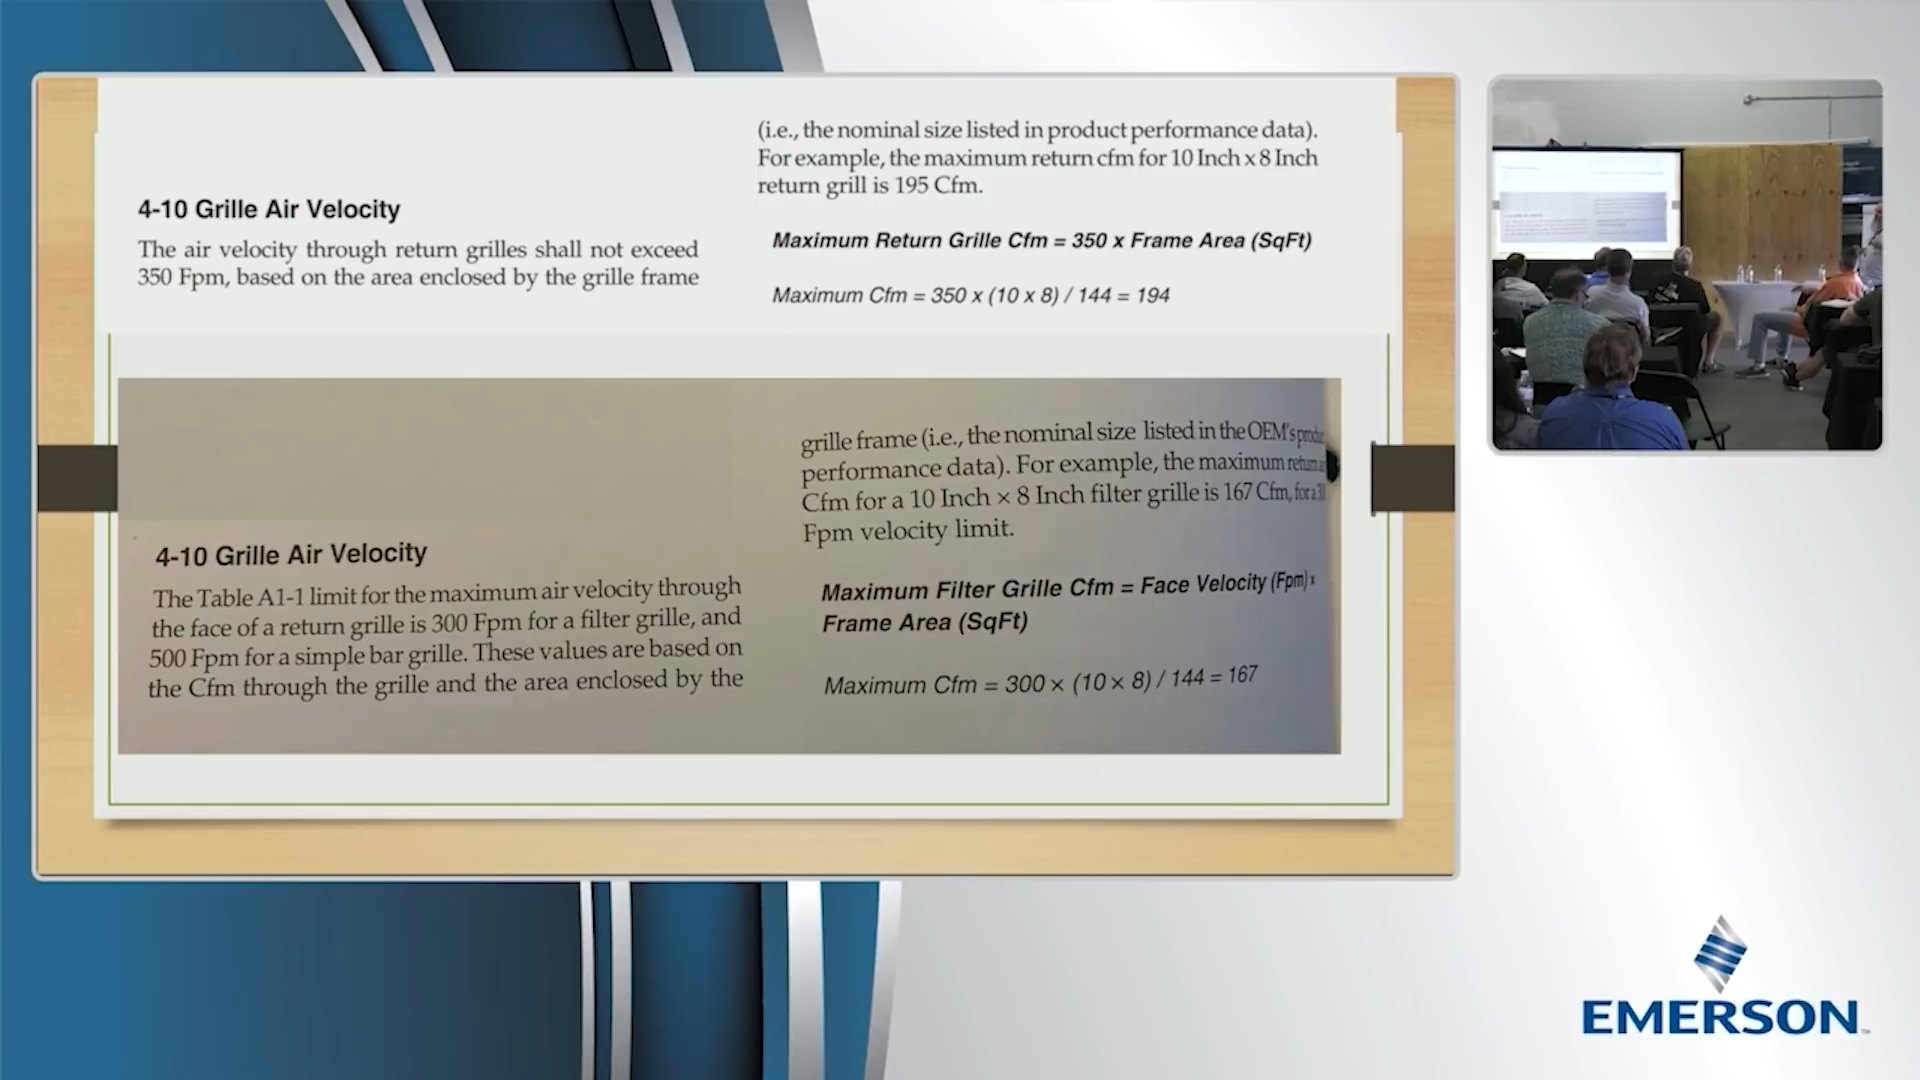 4-10 Grille Air Velocity
The air velocity through return grilles shall not exceed
350 Fpm, based on the area enclosed by the grille frame
(i.e., the nominal size listed in product performance data).
For example, the maximum return cfm for 10 Inch x 8 Inch
return grill is 195 Cfm.
Maximum Return Grille Cfm = 350 x Frame Area (SqFt)
Maximum Cfm = 350 x (10 x 8) / 144 = 194
4-10 Grille Air Velocity
The Table A1-1 limit for the maximum air velocity through
the face of a return grille is 300 Fpm for a filter grille, and
500 Fpm for a simple bar grille. These values are based on
the Cfm through the grille and the area enclosed by the
grille frame (i.e., the nominal size listed in the OEM's
performance data). For example, the maximum return
Cfm for a 10 Inch × 8 Inch filter grille is 167 Cfm, for a
Fpm velocity limit.
Maximum Filter Grille Cfm = Face Velocity (Fpm) x
Frame Area (SqFt)
Maximum Cfm = 300 × (10 × 8) / 144 = 167
EMERSON